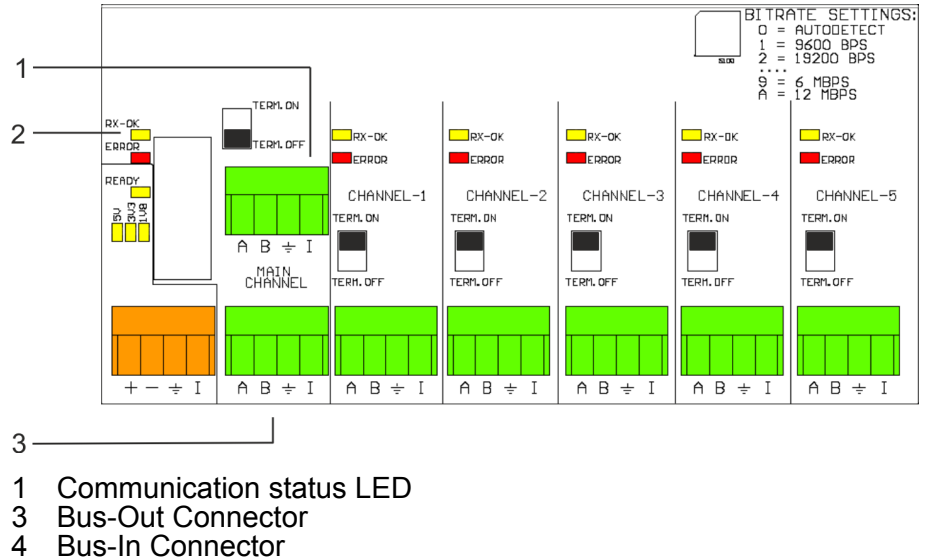 BITRATE SETTINGS:
0 = AUTODETECT
1 = 9600 BPS
2 = 19200 BPS
....
9 = 6 MBPS
A = 12 MBPS
1
TERM.ON
TERM.OFF
2
RX-OK
ERROR
READY
5V 3V3 1V8
RX-OK RX-OK RX-OK RX-OK RX-OK
ERROR ERROR ERROR ERROR ERROR
CHANNEL-1 CHANNEL-2 CHANNEL-3 CHANNEL-4 CHANNEL-5
TERM.ON TERM.ON TERM.ON TERM.ON TERM.ON
A B ⏚ I
MAIN
CHANNEL
TERM.OFF TERM.OFF TERM.OFF TERM.OFF TERM.OFF
+ - ⏚ I A B ⏚ I A B ⏚ I A B ⏚ I A B ⏚ I A B ⏚ I A B ⏚ I
3
1 Communication status LED
3 Bus-Out Connector
4 Bus-In Connector